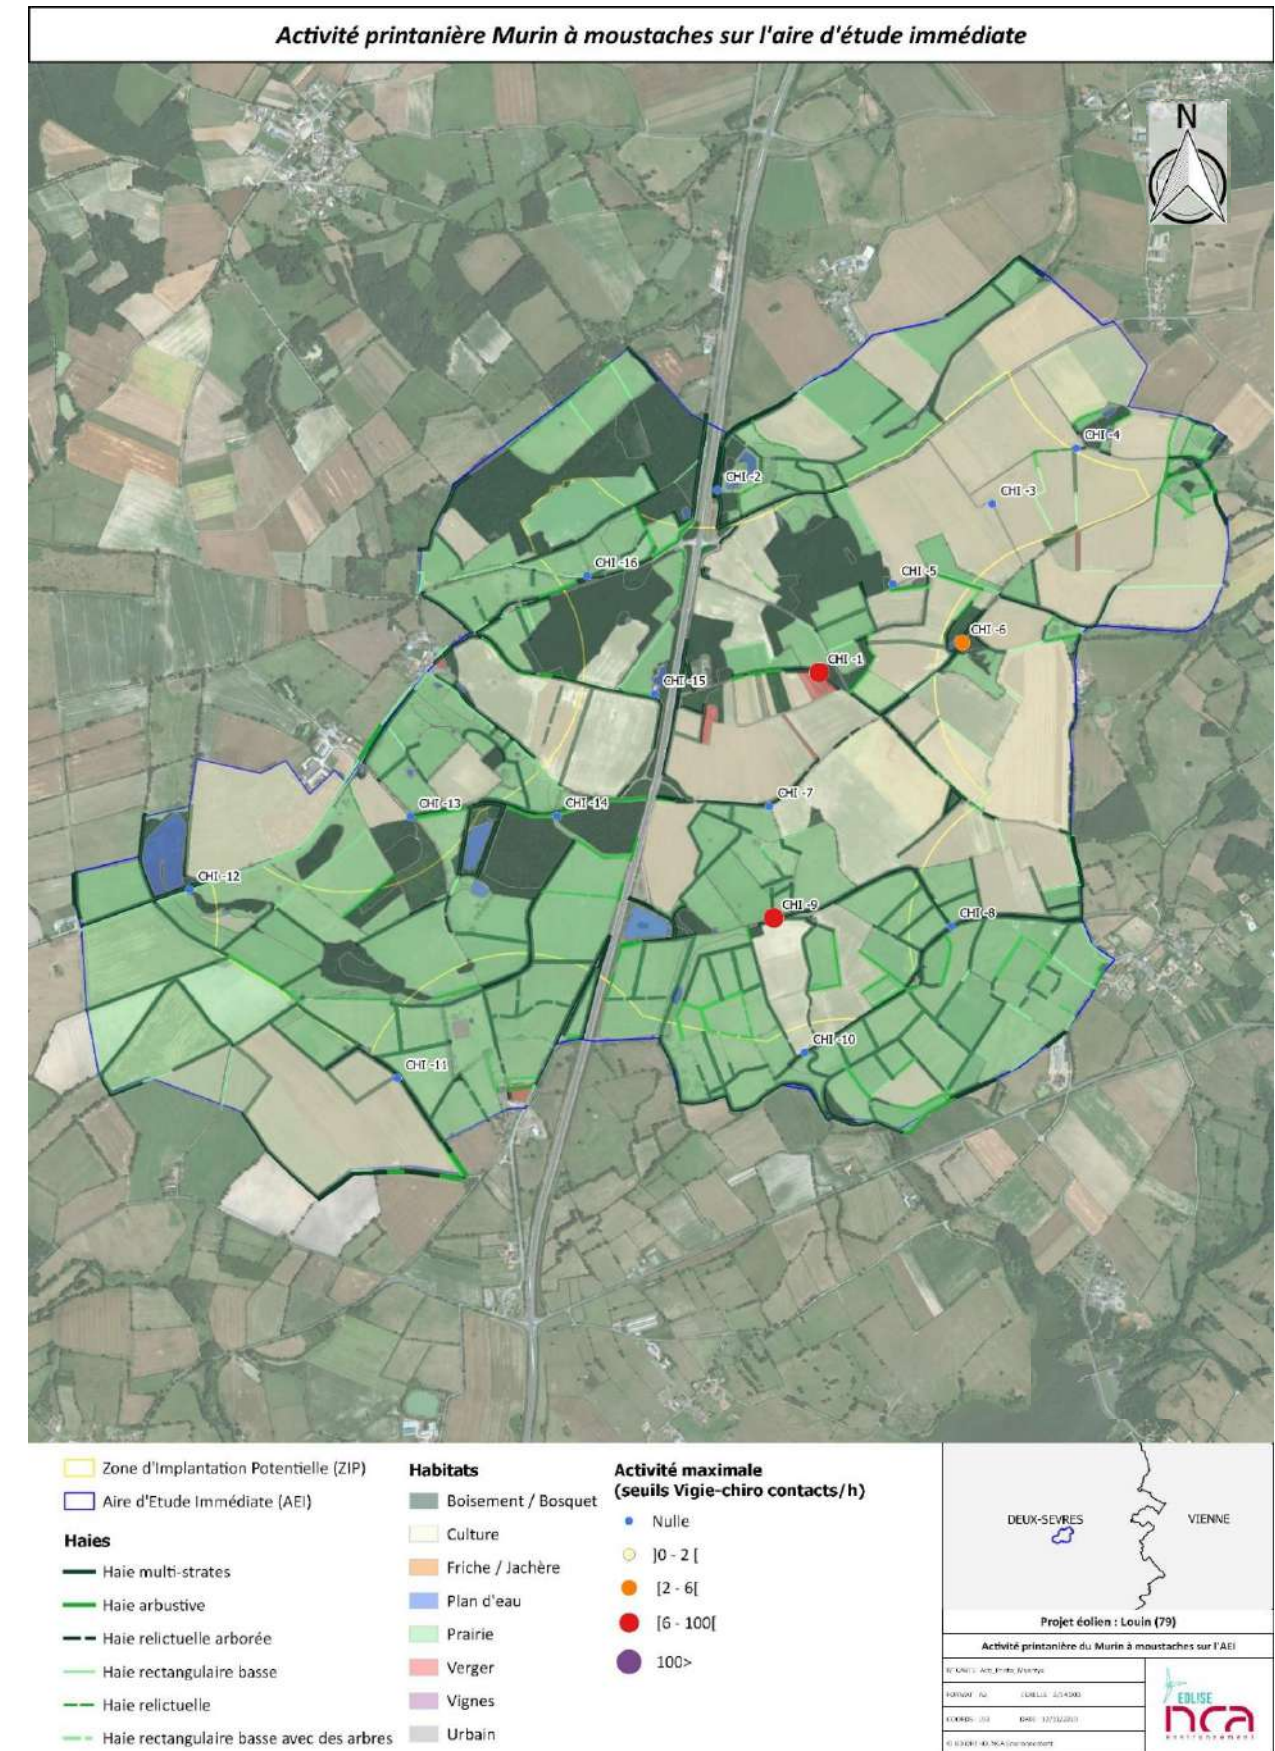 Activité printanière Murin à moustaches sur l'aire d'étude immédiate
N
CHI -4
CHI -2
CHI -3
CHI -16
CHI -5
CHI -6
CHI -1
CHI -15
CHI -7
CHI -13
CHI -14
CHI -12
CHI -9
CHI -8
CHI -10
CHI -11
Zone d'Implantation Potentielle (ZIP)
Aire d'Etude Immédiate (AEI)
Haies
Haie multi-strates
Haie arbustive
Haie relictuelle arborée
Haie rectangulaire basse
Haie relictuelle
Haie rectangulaire basse avec des arbres
Habitats
Boisement / Bosquet
Culture
Friche / Jachère
Plan d'eau
Prairie
Verger
Vignes
Urbain
Activité maximale
(seuils Vigie-chiro contacts/h)
Nulle
]0 - 2 [
[2 - 6[
[6 - 100[
100>
DEUX-SEVRES
VIENNE
Projet éolien : Louin (79)
Activité printanière du Murin à moustaches sur l'AEI
EOLISE
nca
environnement